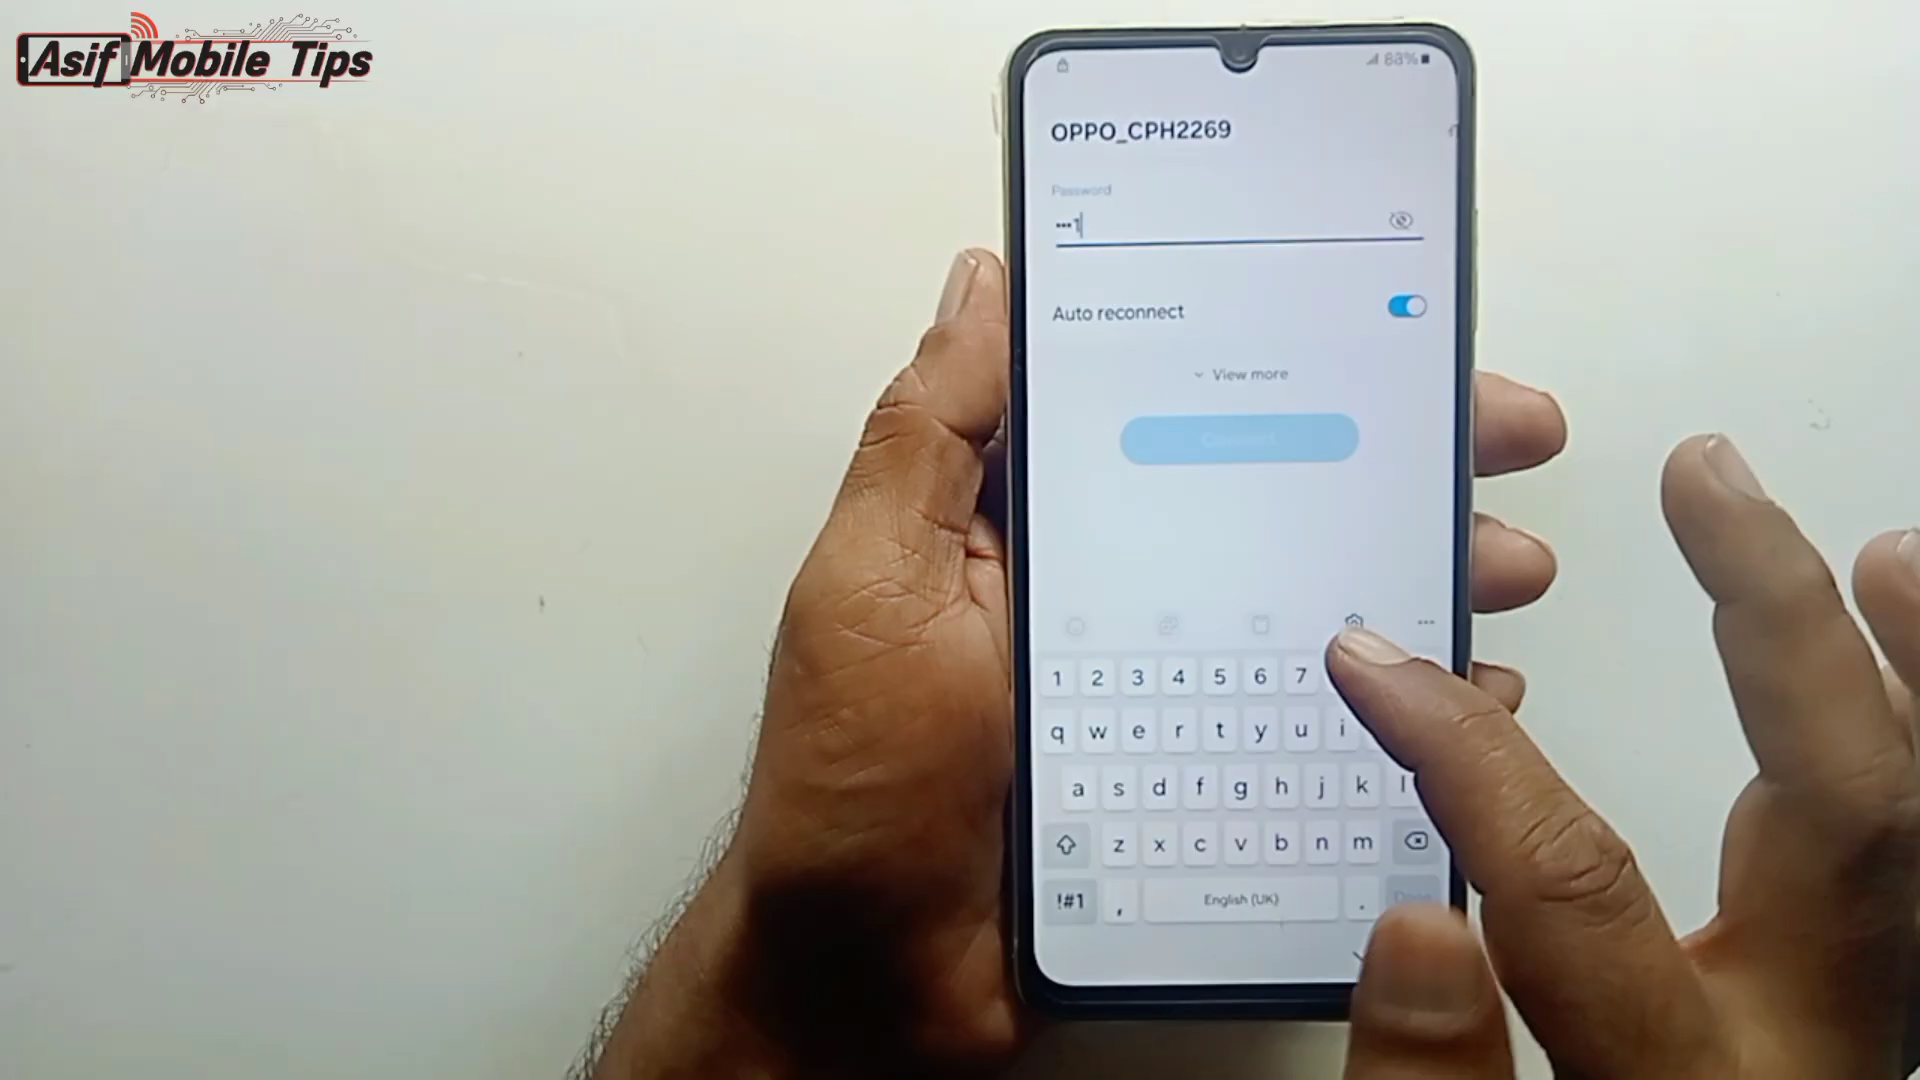 Asif Mobile Tips
88%
OPPO_CPH2269
Password
•••1
Auto reconnect
View more
Connect
1 2 3 4 5 6 7
q w e r t y u i
a s d f g h j k l
z x c v b n m
!#1 , English (UK) . Done